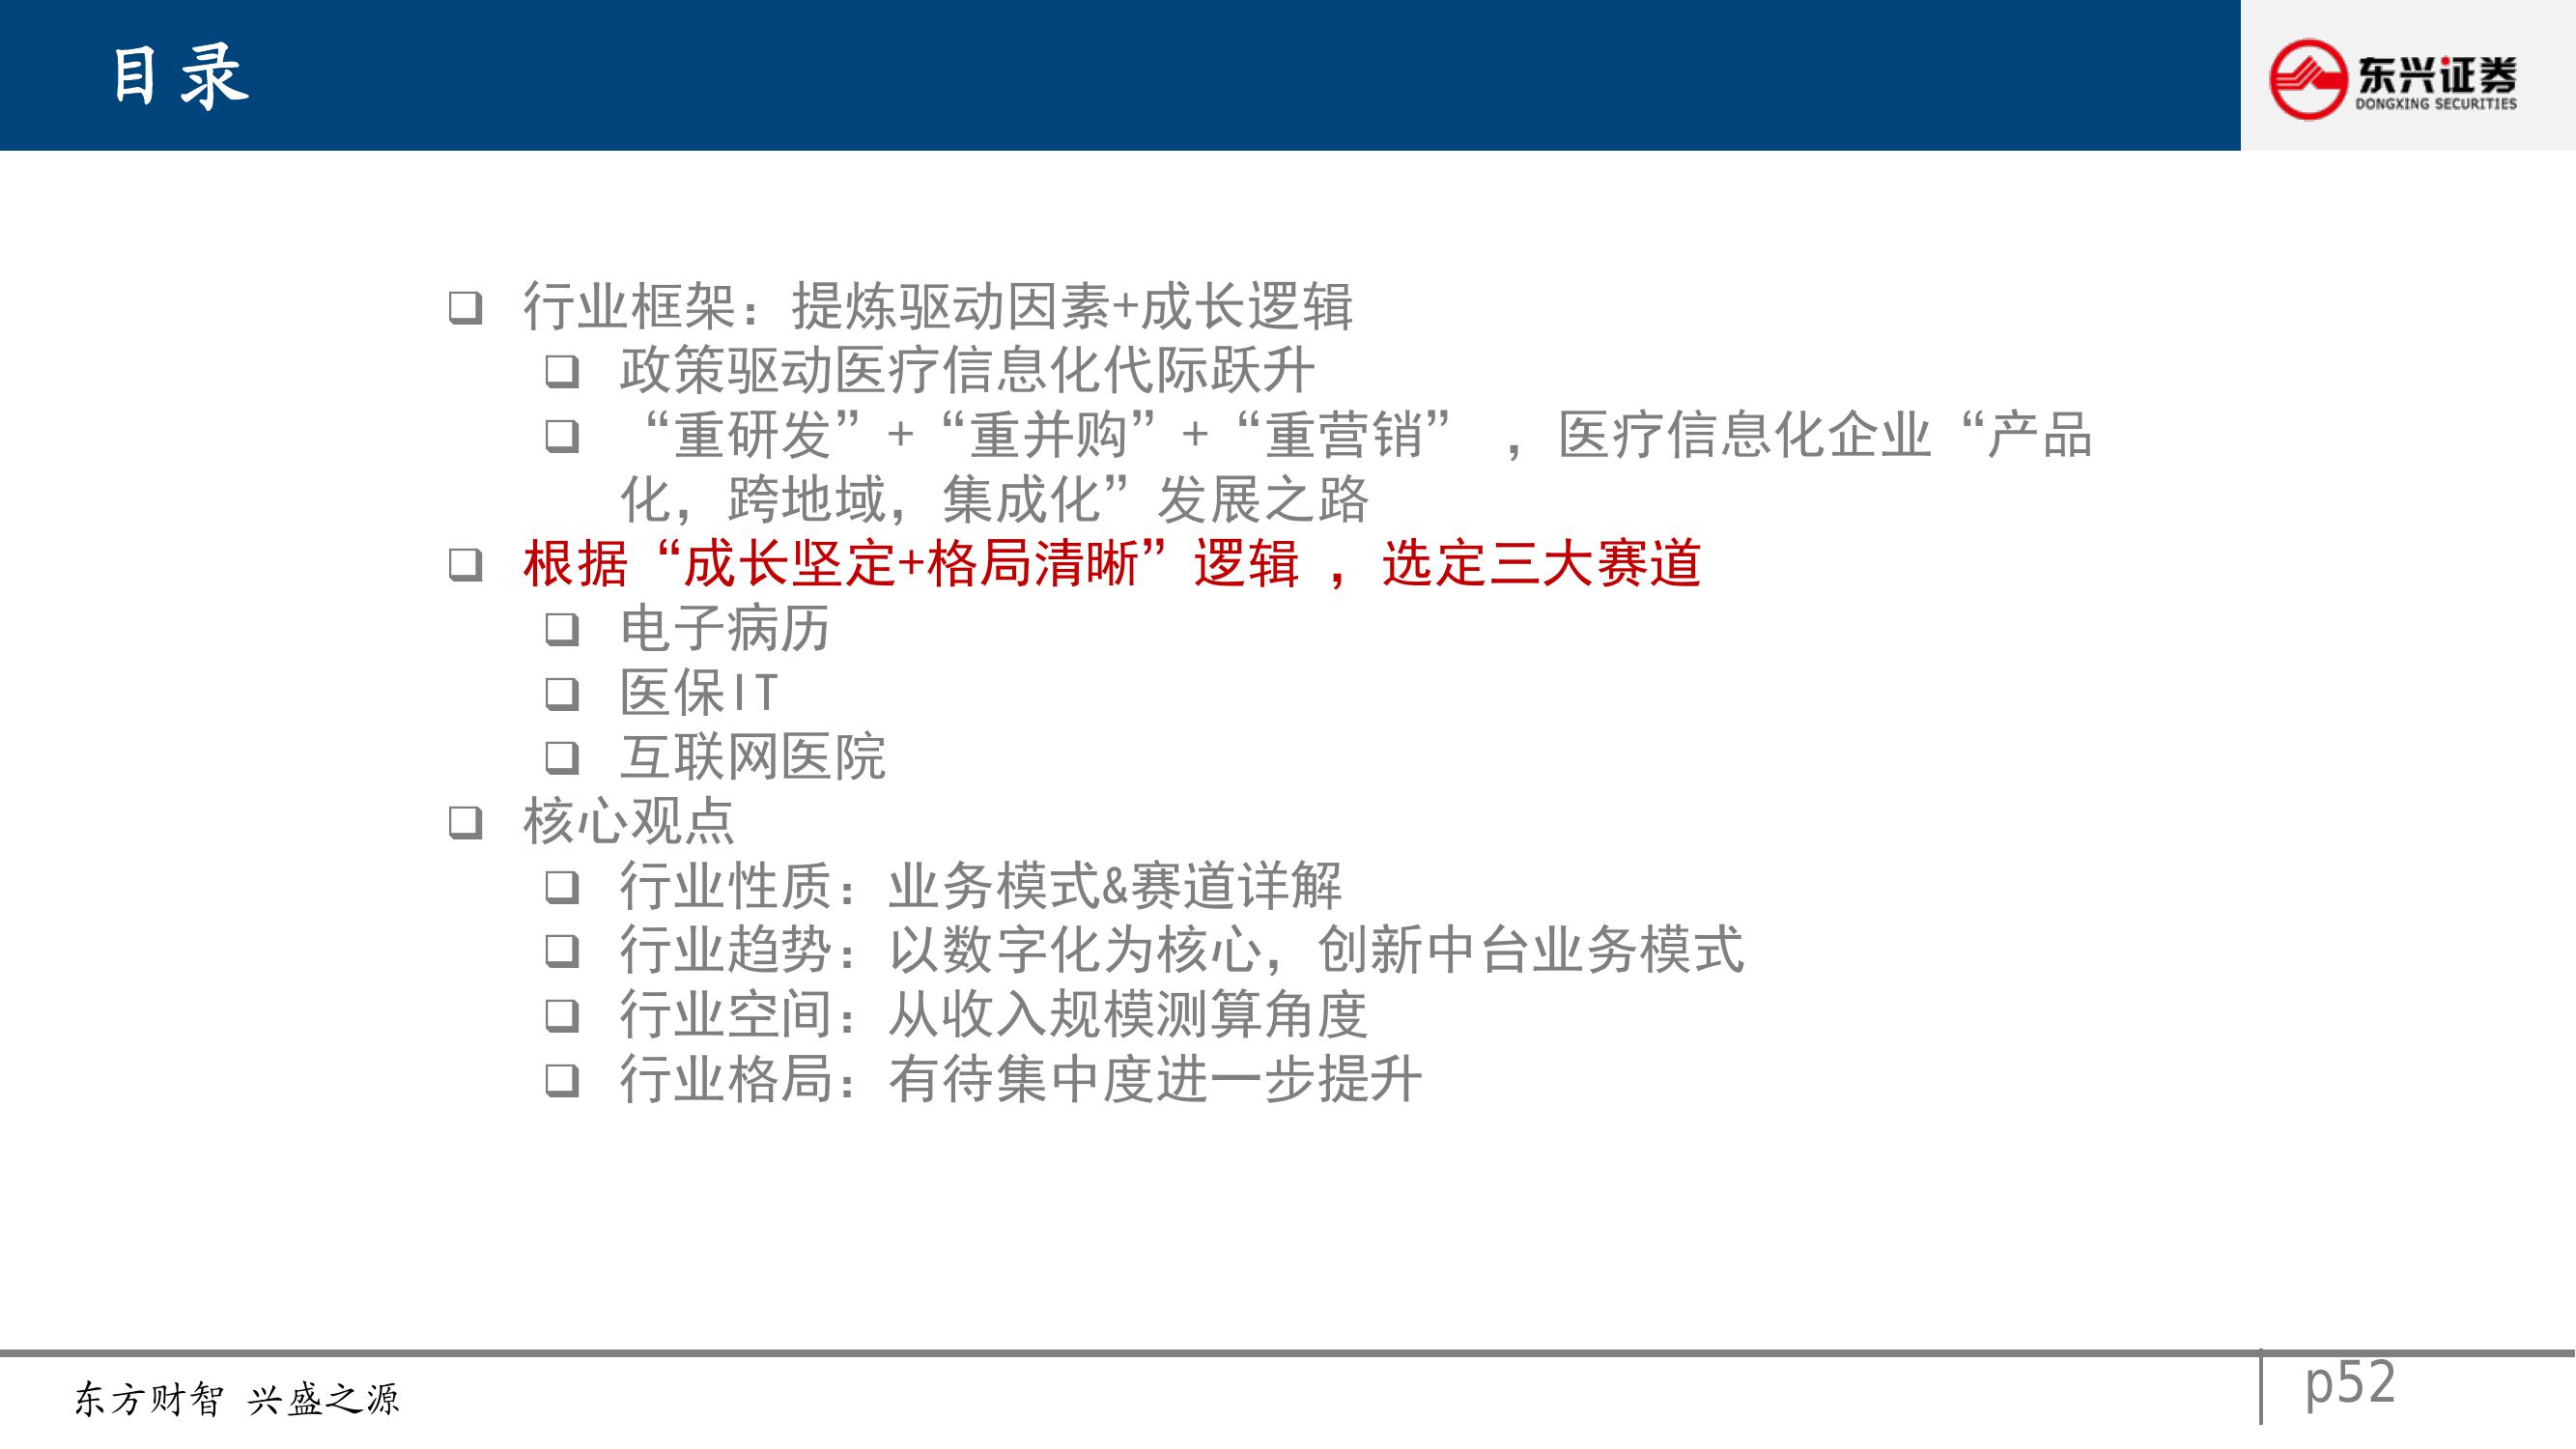 目录
东兴证券
DONGXING SECURITIES
行业框架：提炼驱动因素+成长逻辑
政策驱动医疗信息化代际跃升
“重研发”+“重并购”+“重营销” ，医疗信息化企业“产品
化，跨地域，集成化”发展之路
根据“成长坚定+格局清晰”逻辑 ，选定三大赛道
电子病历
医保IT
互联网医院
核心观点
行业性质：业务模式&赛道详解
行业趋势：以数字化为核心，创新中台业务模式
行业空间：从收入规模测算角度
行业格局：有待集中度进一步提升
东方财智 兴盛之源
p52